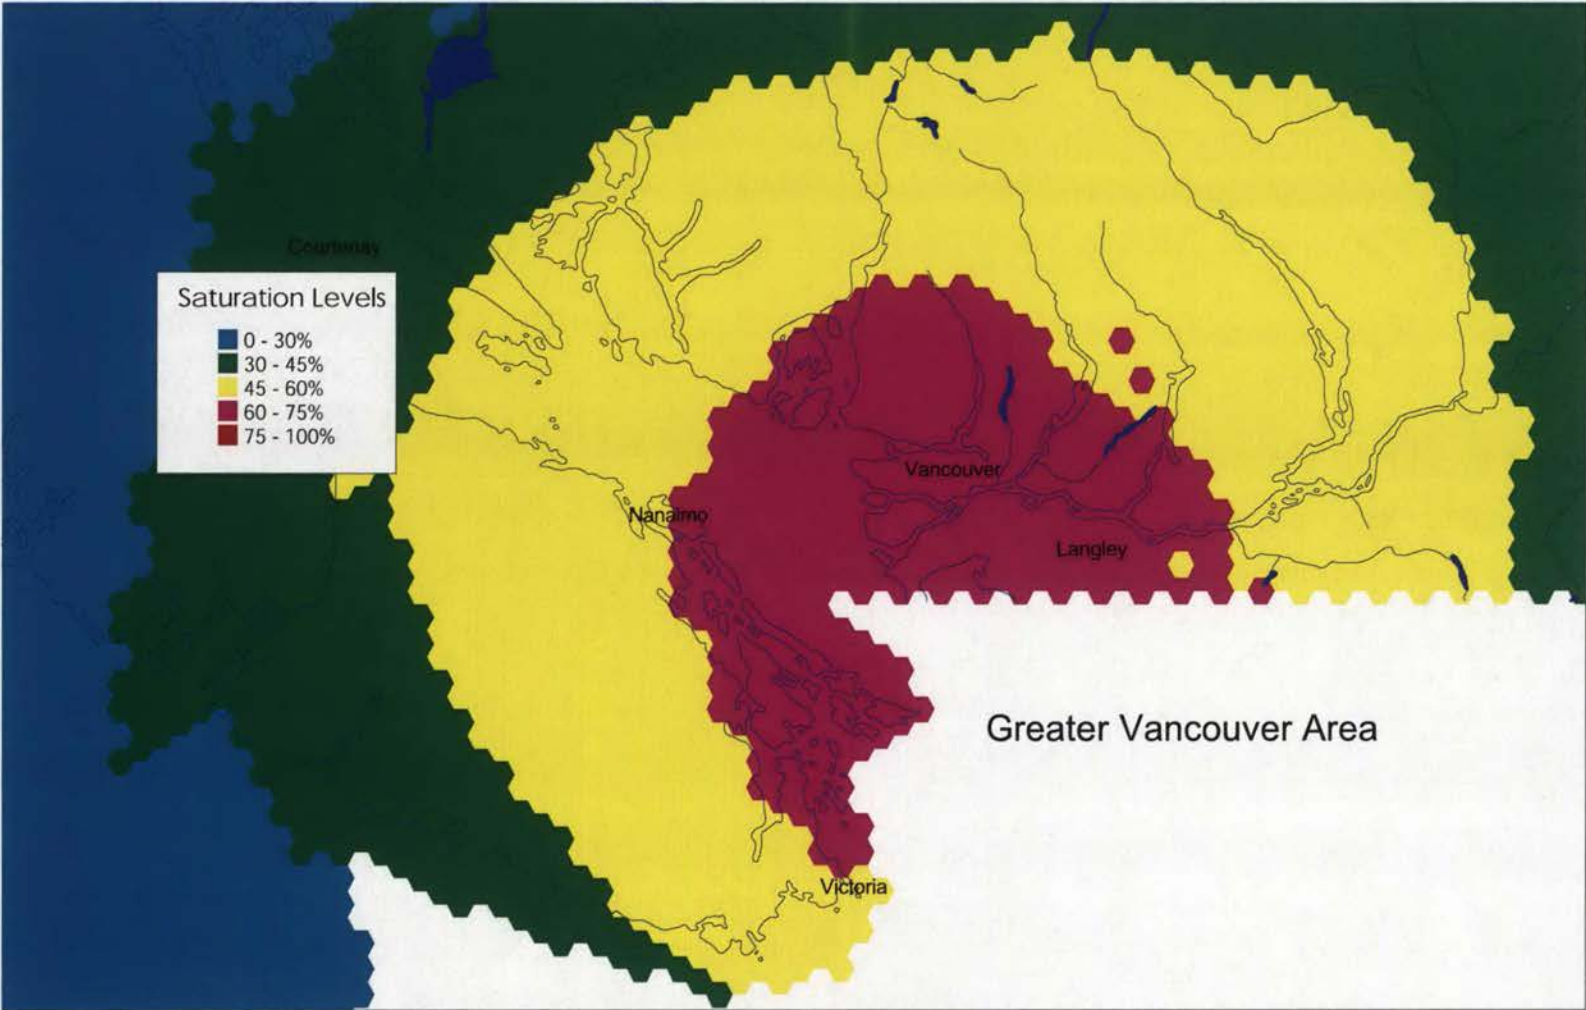 Courtenay
Saturation Levels
0 - 30%
30 - 45%
45 - 60%
60 - 75%
75 - 100%
Vancouver
Nanaimo
Langley
Greater Vancouver Area
Victoria